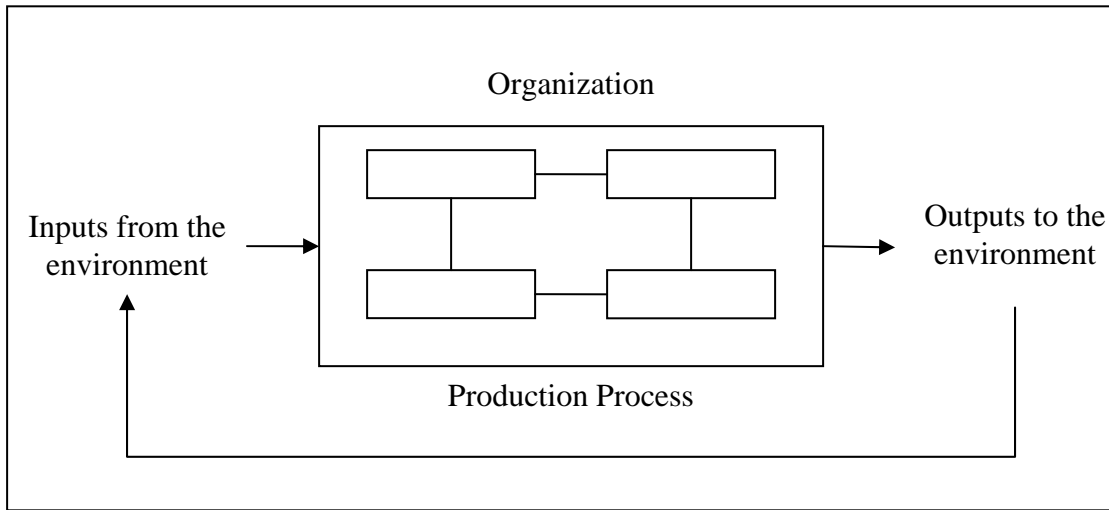 Organization
Inputs from the
environment
Outputs to the
environment
Production Process